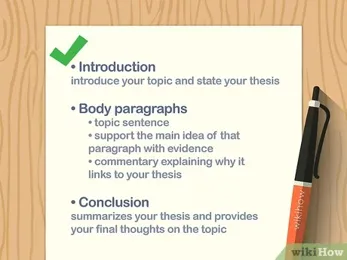 • Introduction
introduce your topic and state your thesis
• Body paragraphs
• topic sentence
• support the main idea of that
paragraph with evidence
• commentary explaining why it
links to your thesis
• Conclusion
summarizes your thesis and provides
your final thoughts on the topic
wikiHow